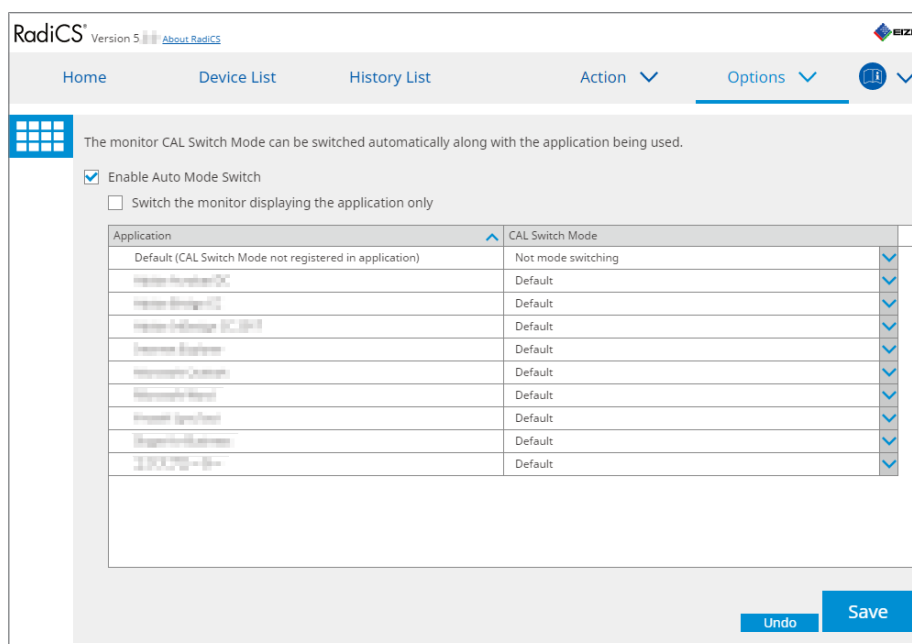 RadiCS® Version 5. About RadiCS
EIZ
Home Device List History List Action Options
The monitor CAL Switch Mode can be switched automatically along with the application being used.
Enable Auto Mode Switch
Switch the monitor displaying the application only
Application CAL Switch Mode
Default (CAL Switch Mode not registered in application) Not mode switching
Default
Default
Default
Default
Default
Default
Default
Default
Default
Save
Undo